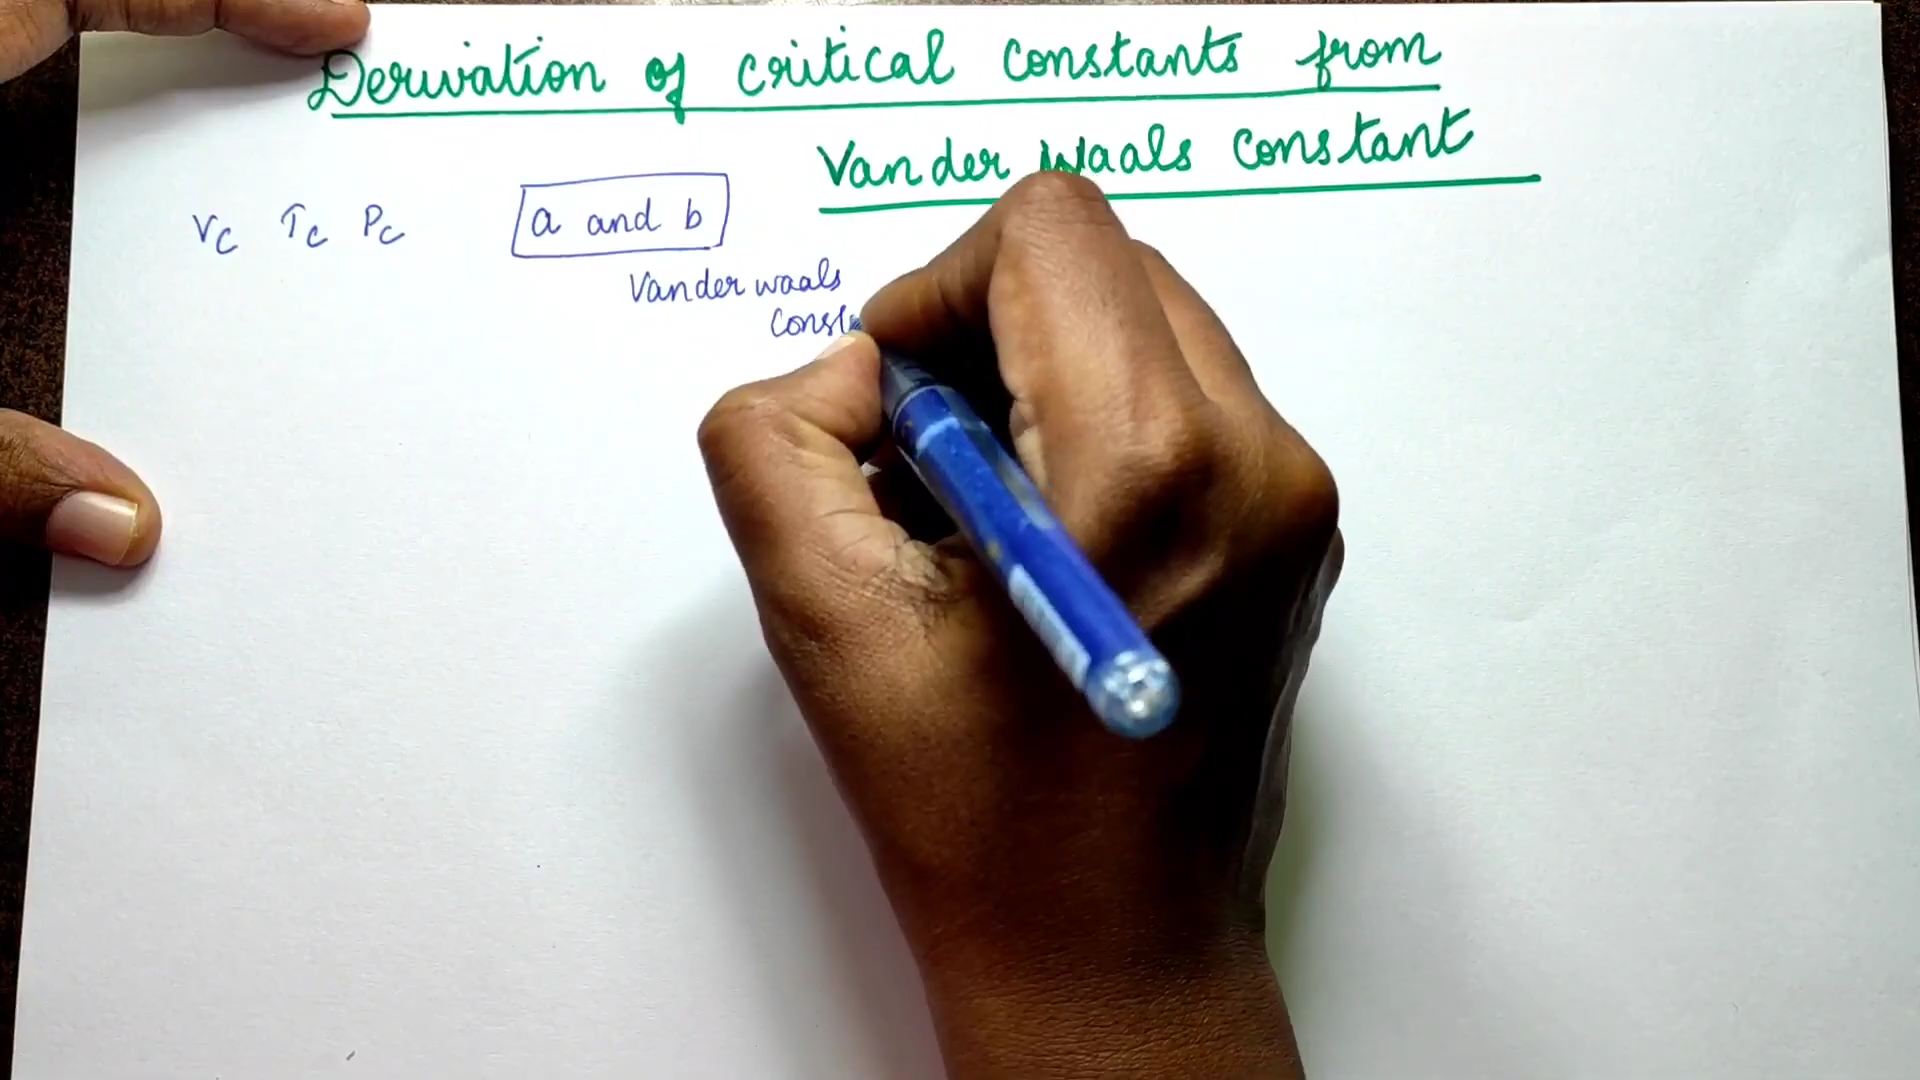 Derivation of critical constants from
Vander Waals constant
Vc Tc Pc
a and b
Vander waals